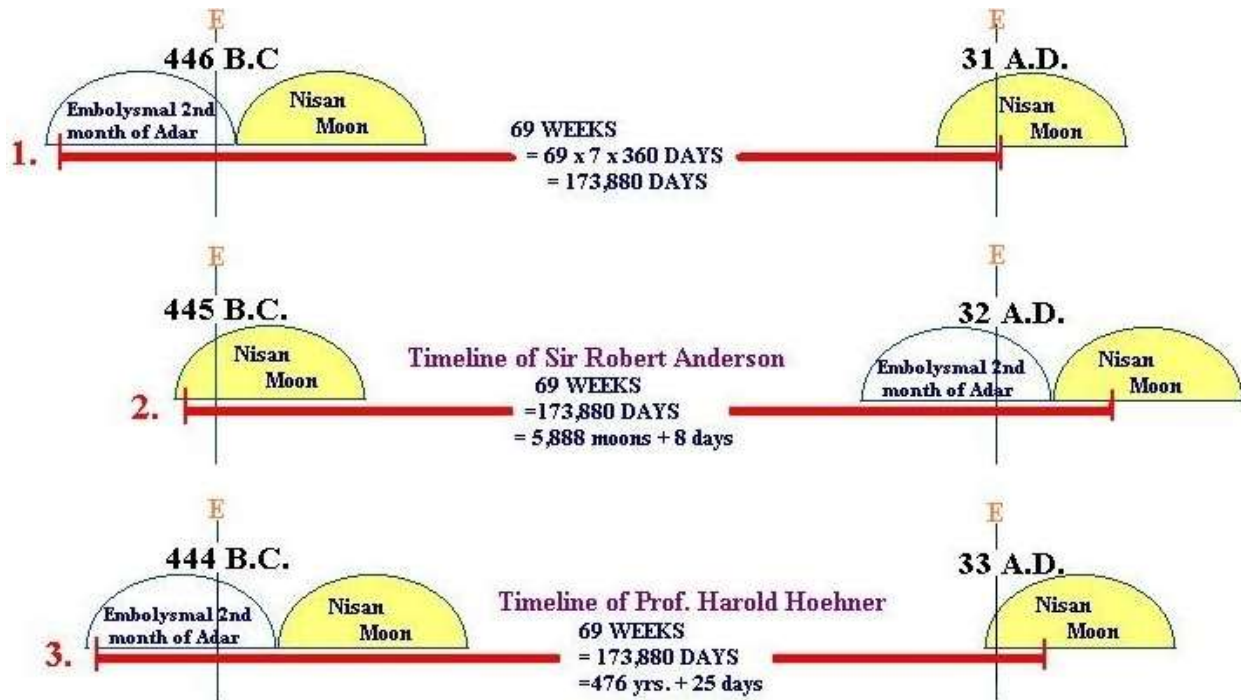 E
E
446 B.C
31 A.D.
Embolysmal 2nd
month of Adar
Nisan
Moon
Nisan
Moon
1.
69 WEEKS
= 69 x 7 x 360 DAYS
= 173,880 DAYS
E
E
445 B.C.
32 A.D.
Nisan
Moon
Timeline of Sir Robert Anderson
Embolysmal 2nd
month of Adar
Nisan
Moon
2.
69 WEEKS
=173,880 DAYS
= 5,888 moons + 8 days
E
E
444 B.C.
33 A.D.
Embolysmal 2nd
month of Adar
Nisan
Moon
Timeline of Prof. Harold Hoehner
Nisan
Moon
3.
69 WEEKS
= 173,880 DAYS
=476 yrs. + 25 days